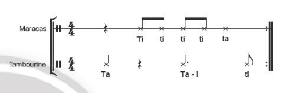 Maracas
Ti ti ti ti ta
Tambourine
Ta Ta - i ti